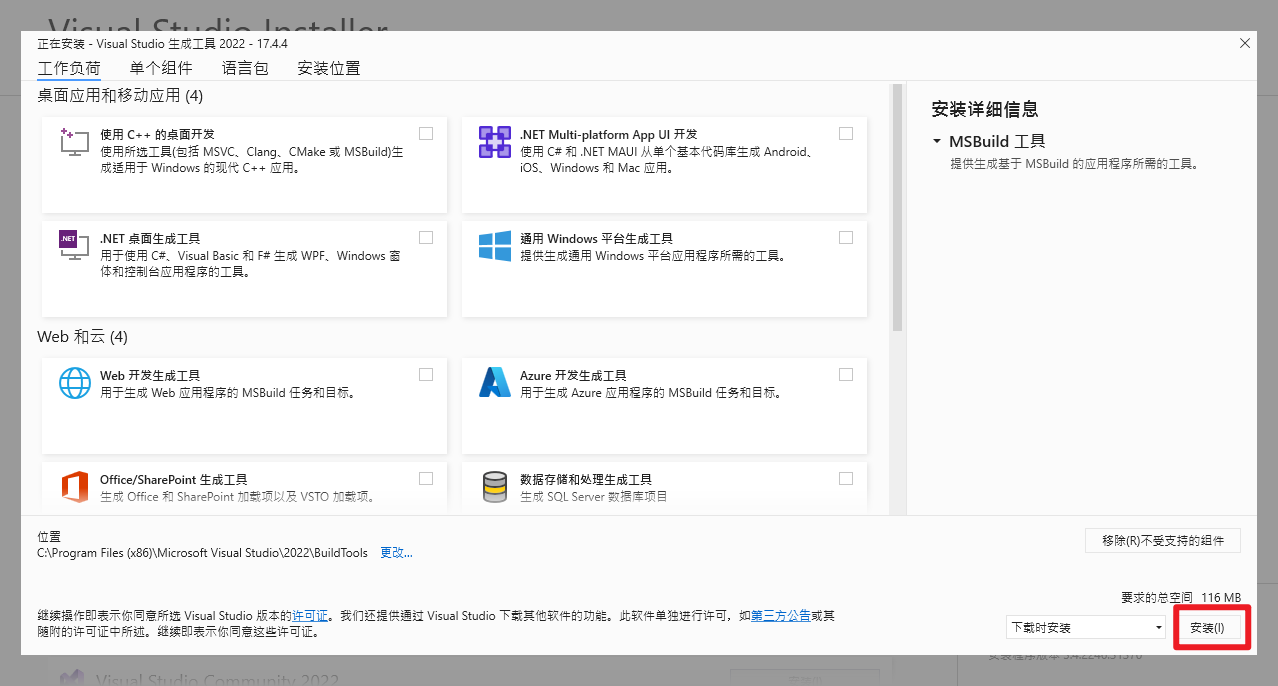 Visual Studio Installer
正在安装 - Visual Studio 生成工具 2022 - 17.4.4
工作负荷 单个组件 语言包 安装位置
桌面应用和移动应用 (4)
使用 C++ 的桌面开发
使用所选工具(包括 MSVC、Clang、CMake 或 MSBuild)生
成适用于 Windows 的现代 C++ 应用。
.NET Multi-platform App UI 开发
使用 C# 和 .NET MAUI 从单个基本代码库生成 Android、
iOS、Windows 和 Mac 应用。
.NET
.NET 桌面生成工具
用于使用 C#、Visual Basic 和 F# 生成 WPF、Windows 窗
体和控制台应用程序的工具。
通用 Windows 平台生成工具
提供生成通用 Windows 平台应用程序所需的工具。
Web 和云 (4)
Web 开发生成工具
用于生成 Web 应用程序的 MSBuild 任务和目标。
Azure 开发生成工具
用于生成 Azure 应用程序的 MSBuild 任务和目标。
Office/SharePoint 生成工具
生成 Office 和 SharePoint 加载项以及 VSTO 加载项。
数据存储和处理生成工具
生成 SQL Server 数据库项目
安装详细信息
MSBuild 工具
提供生成基于 MSBuild 的应用程序所需的工具。
位置
C:\Program Files (x86)\Microsoft Visual Studio\2022\BuildTools 更改...
移除(R)不受支持的组件
要求的总空间 116 MB
继续操作即表示你同意所选 Visual Studio 版本的许可证。我们还提供通过 Visual Studio 下载其他软件的功能。此软件单独进行许可，如第三方公告或其
随附的许可证中所述。继续即表示你同意这些许可证。
下载时安装
安装(I)
Visual Studio Community 2022